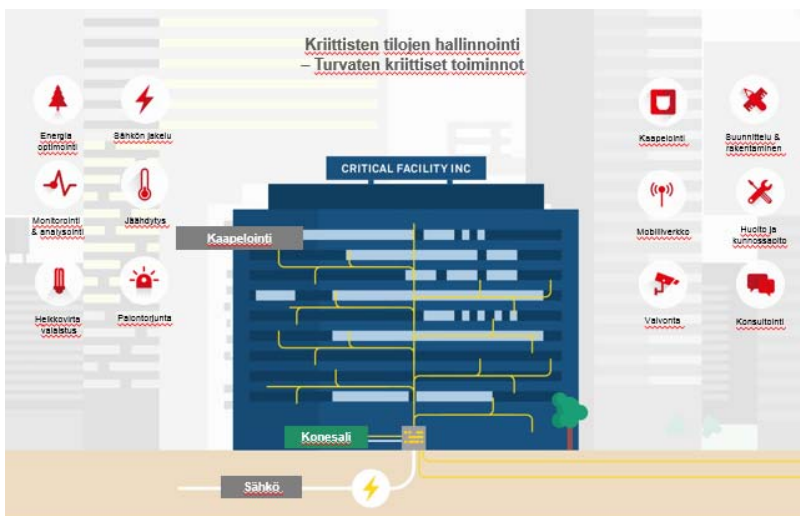 Kriittisten tilojen hallinnointi
– Turvaten kriittiset toiminnot
Energia
optimointi
Sähkön jakelu
Monitorointi
& analysointi
Jäähdytys
Heikkovirta
valaistus
Palontorjunta
CRITICAL FACILITY INC
Kaapelointi
Konesali
Sähkö
Kaapelointi
Suunnittelu &
rakentaminen
Mobiiliverkko
Huolto ja
kunnossapito
Valvonta
Konsultointi